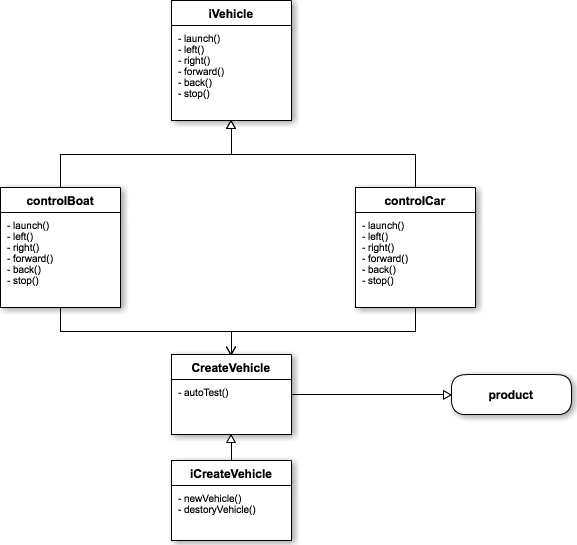 iVehicle
- launch()
- left()
- right()
- forward()
- back()
- stop()
controlBoat
- launch()
- left()
- right()
- forward()
- back()
- stop()
controlCar
- launch()
- left()
- right()
- forward()
- back()
- stop()
CreateVehicle
- autoTest()
product
iCreateVehicle
- newVehicle()
- destoryVehicle()